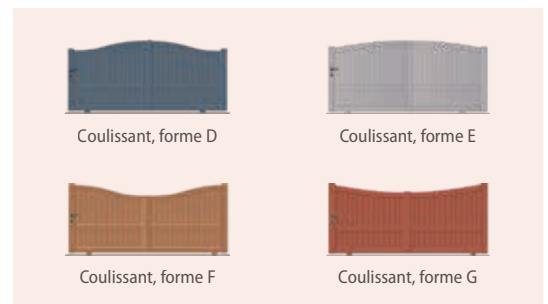 Coulissant, forme D
Coulissant, forme E
Coulissant, forme F
Coulissant, forme G